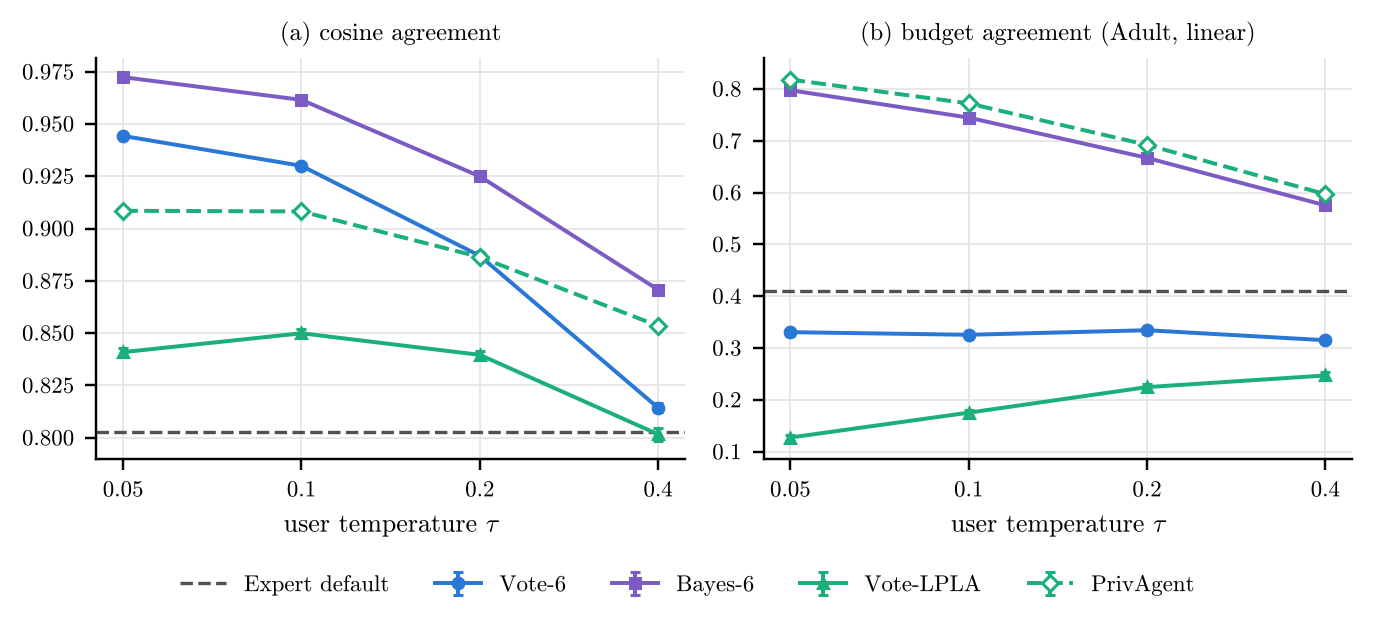 (a) cosine agreement
0.975
0.950
0.925
0.900
0.875
0.850
0.825
0.800
0.05 0.1 0.2 0.4
user temperature τ
(b) budget agreement (Adult, linear)
0.8
0.7
0.6
0.5
0.4
0.3
0.2
0.1
0.05 0.1 0.2 0.4
user temperature τ
Expert default Vote-6 Bayes-6 Vote-LPLA PrivAgent